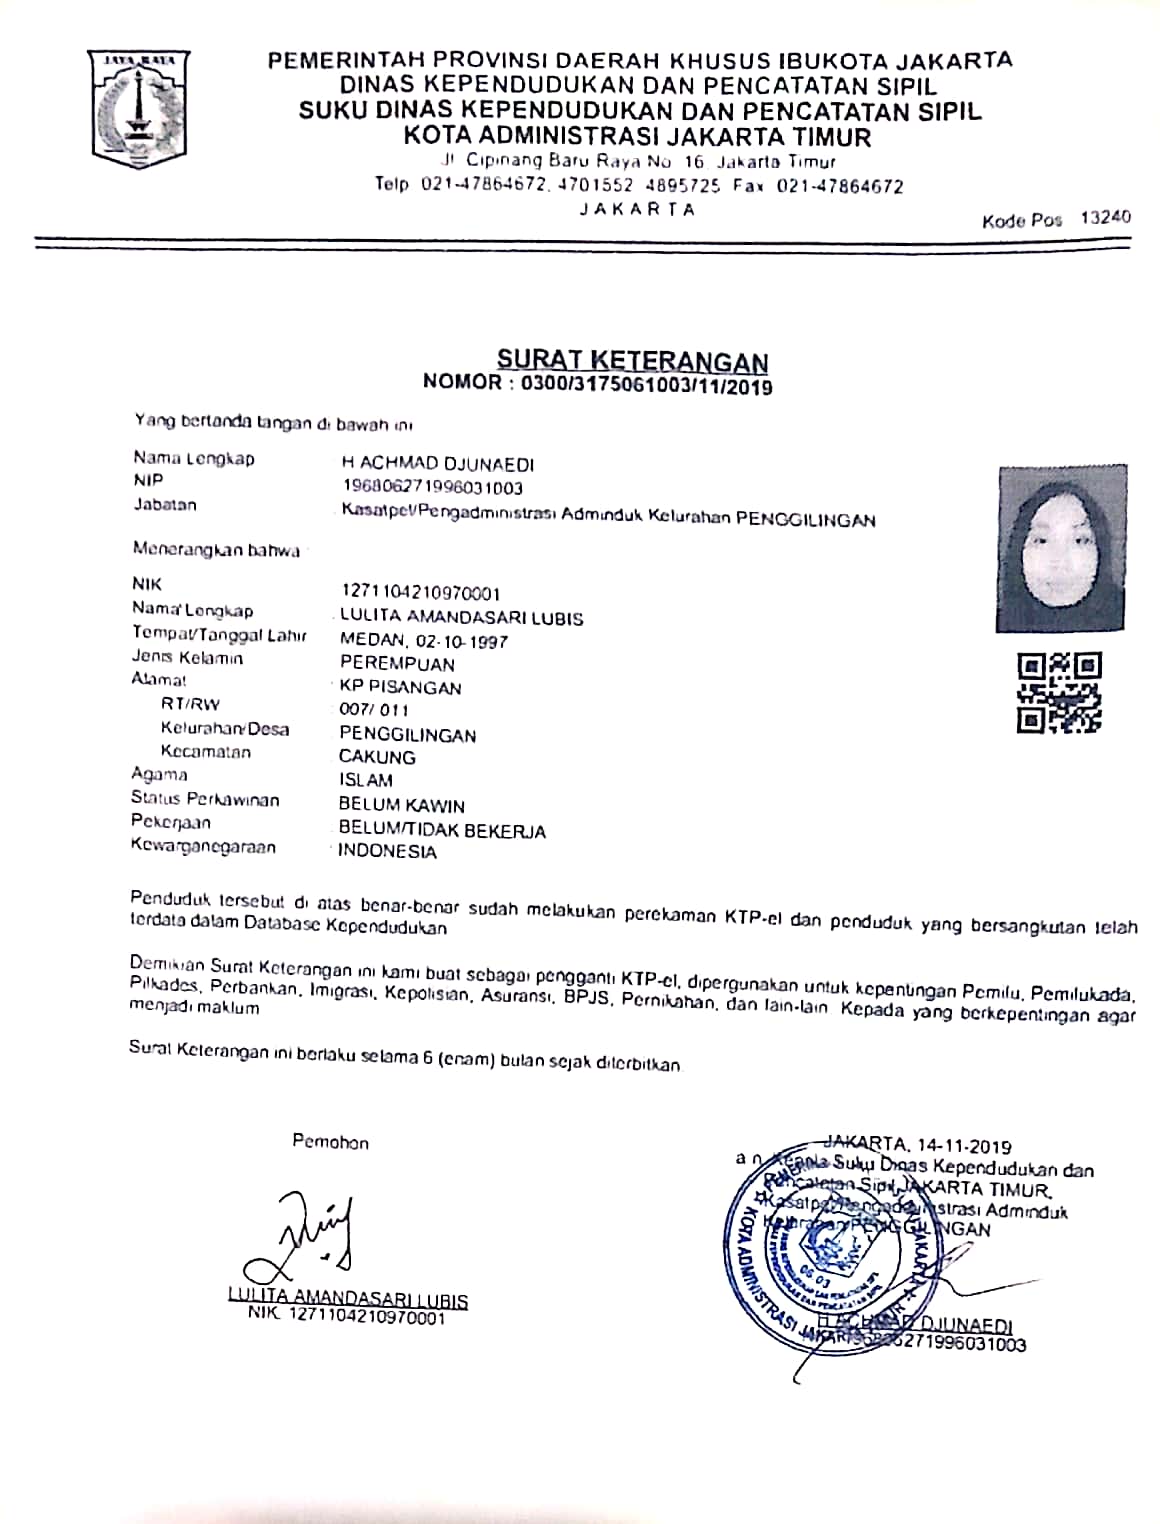 JAYA RAYA
PEMERINTAH PROVINSI DAERAH KHUSUS IBUKOTA JAKARTA
DINAS KEPENDUDUKAN DAN PENCATATAN SIPIL
SUKU DINAS KEPENDUDUKAN DAN PENCATATAN SIPIL
KOTA ADMINISTRASI JAKARTA TIMUR
Jl. Cipinang Baru Raya No. 16, Jakarta Timur
Telp 021-47864672, 4701552 4895725 Fax 021-47864672
JAKARTA
Kode Pos 13240
SURAT KETERANGAN
NOMOR : 0300/3175061003/11/2019
Yang bertanda tangan di bawah ini
Nama Lengkap : H ACHMAD DJUNAEDI
NIP : 196806271996031003
Jabatan : Kasatpel/Pengadministrasi Adminduk Kelurahan PENGGILINGAN
Menerangkan bahwa :
NIK : 1271104210970001
Nama Lengkap : LULITA AMANDASARI LUBIS
Tempat/Tanggal Lahir : MEDAN, 02-10-1997
Jenis Kelamin : PEREMPUAN
Alamat : KP PISANGAN
RT/RW : 007/ 011
Kelurahan/Desa : PENGGILINGAN
Kecamatan : CAKUNG
Agama : ISLAM
Status Perkawinan : BELUM KAWIN
Pekerjaan : BELUM/TIDAK BEKERJA
Kewarganegaraan : INDONESIA
Penduduk tersebut di atas benar-benar sudah melakukan perekaman KTP-el dan penduduk yang bersangkutan telah
terdata dalam Database Kependudukan
Demikian Surat Keterangan ini kami buat sebagai pengganti KTP-el, dipergunakan untuk kepentingan Pemilu, Pemilukada,
Pilkades, Perbankan, Imigrasi, Kepolisian, Asuransi, BPJS, Pernikahan, dan lain-lain Kepada yang berkepentingan agar
menjadi maklum
Surat Keterangan ini berlaku selama 6 (enam) bulan sejak diterbitkan
Pemohon
LULITA AMANDASARI LUBIS
NIK. 1271104210970001
JAKARTA, 14-11-2019
a n Kepala Suku Dinas Kependudukan dan
Pencatatan Sipil JAKARTA TIMUR,
Kasatpel/Pengadministrasi Adminduk
Kelurahan PENGGILINGAN
KOTA ADMINISTRASI JAKARTA TIMUR
06.03
H ACHMAD DJUNAEDI
196806271996031003